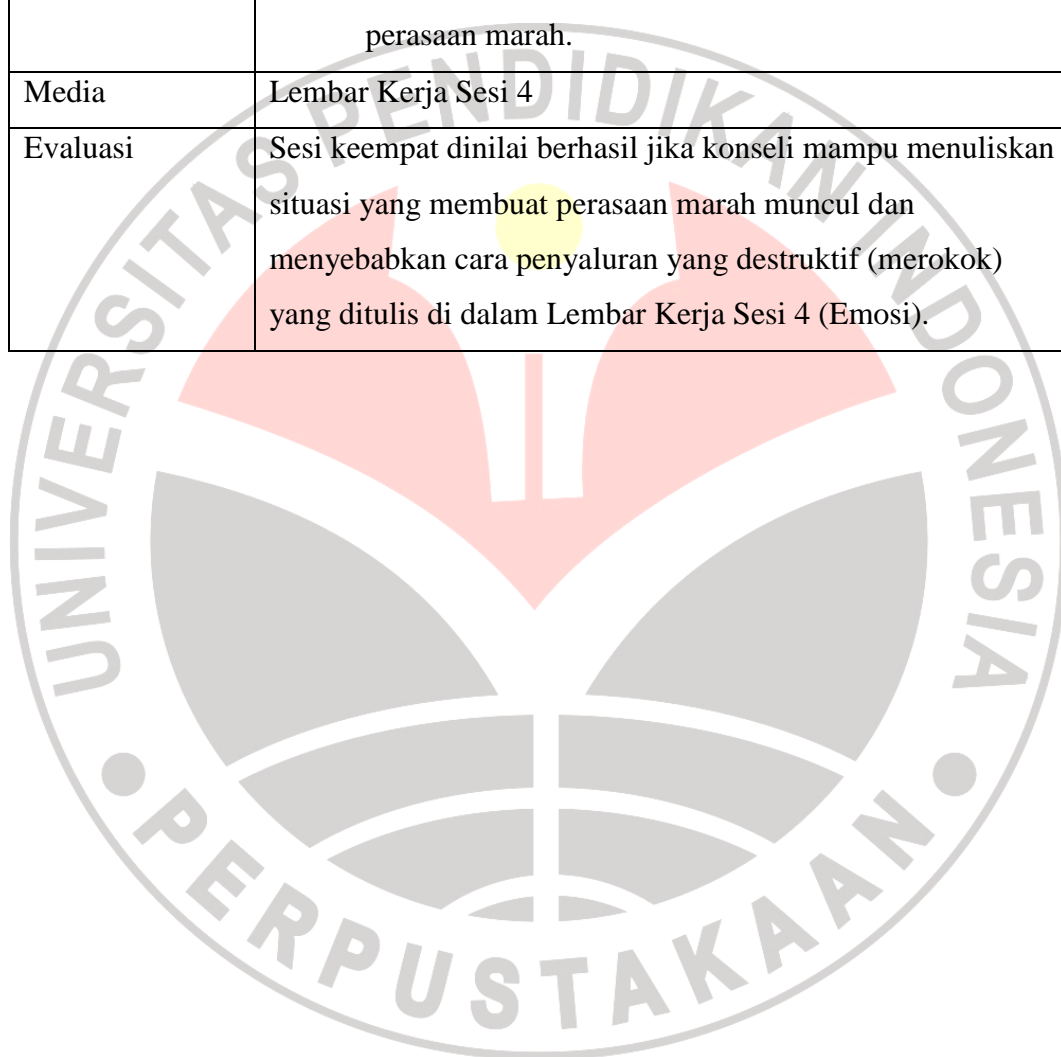 perasaan marah.
Media Lembar Kerja Sesi 4
Evaluasi Sesi keempat dinilai berhasil jika konseli mampu menuliskan
situasi yang membuat perasaan marah muncul dan
menyebabkan cara penyaluran yang destruktif (merokok)
yang ditulis di dalam Lembar Kerja Sesi 4 (Emosi).
UNIVERSITAS PENDIDIKAN INDONESIA
PERPUSTAKAAN